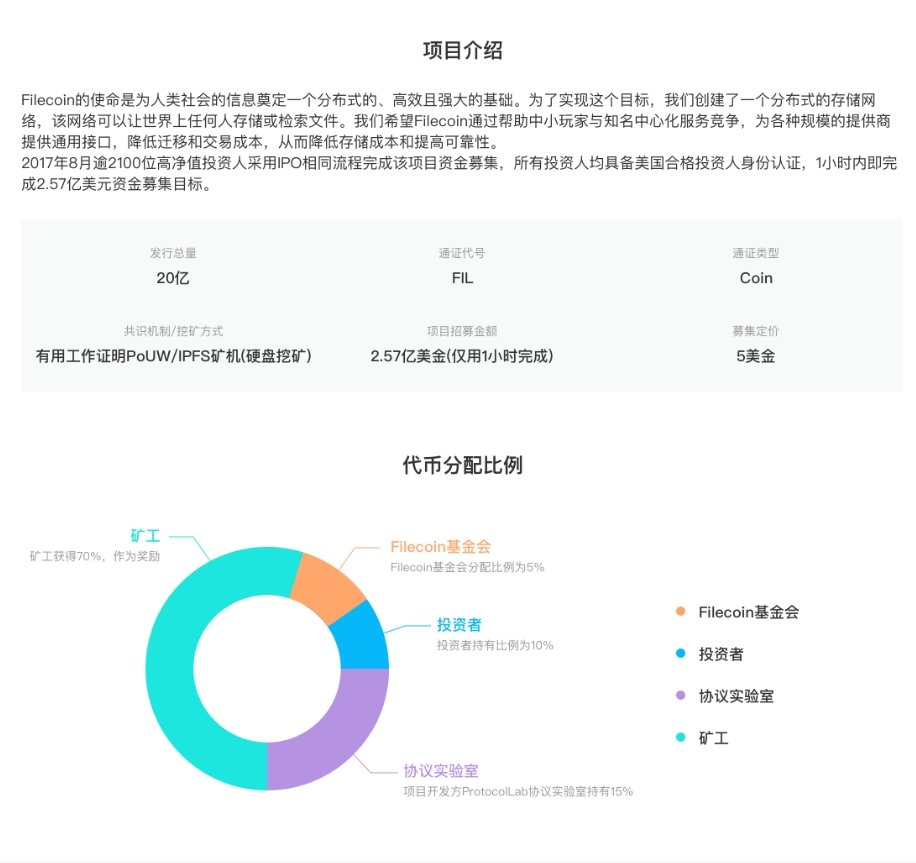 项目介绍
Filecoin的使命是为人类社会的信息奠定一个分布式的、高效且强大的基础。为了实现这个目标，我们创建了一个分布式的存储网
络，该网络可以让世界上任何人存储或检索文件。我们希望Filecoin通过帮助中小玩家与知名中心化服务竞争，为各种规模的提供商
提供通用接口，降低迁移和交易成本，从而降低存储成本和提高可靠性。
2017年8月逾2100位高净值投资人采用IPO相同流程完成该项目资金募集，所有投资人均具备美国合格投资人身份认证，1小时内即完
成2.57亿美元资金募集目标。
发行总量
20亿
通证代号
FIL
通证类型
Coin
共识机制/挖矿方式
有用工作证明PoUW/IPFS矿机(硬盘挖矿)
项目招募金额
2.57亿美金(仅用1小时完成)
募集定价
5美金
代币分配比例
矿工
矿工获得70%，作为奖励
Filecoin基金会
Filecoin基金会分配比例为5%
投资者
投资者持有比例为10%
协议实验室
项目开发方ProtocolLab协议实验室持有15%
Filecoin基金会
投资者
协议实验室
矿工